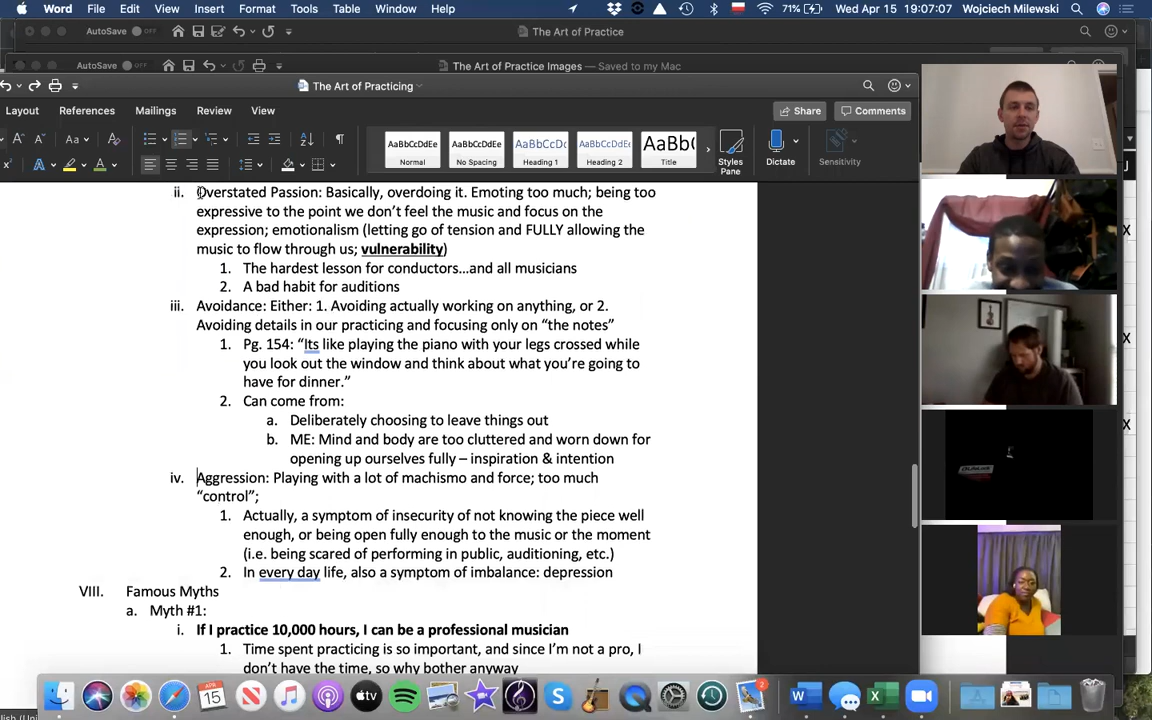 Word File Edit View Insert Format Tools Table Window Help 71% Wed Apr 15 19:07:07 Wojciech Milewski
AutoSave OFF The Art of Practice
AutoSave OFF The Art of Practice Images — Saved to my Mac
The Art of Practicing
Layout References Mailings Review View Share Comments
AaBbCcDdEe AaBbCcDdEe AaBbCcDc AaBbCcDdEe AaBb(
Normal No Spacing Heading 1 Heading 2 Title Styles Pane Dictate Sensitivity
ii. Overstated Passion: Basically, overdoing it. Emoting too much; being too
expressive to the point we don’t feel the music and focus on the
expression; emotionalism (letting go of tension and FULLY allowing the
music to flow through us; vulnerability)
1. The hardest lesson for conductors…and all musicians
2. A bad habit for auditions
iii. Avoidance: Either: 1. Avoiding actually working on anything, or 2.
Avoiding details in our practicing and focusing only on “the notes”
1. Pg. 154: “Its like playing the piano with your legs crossed while
you look out the window and think about what you’re going to
have for dinner.”
2. Can come from:
a. Deliberately choosing to leave things out
b. ME: Mind and body are too cluttered and worn down for
opening up ourselves fully – inspiration & intention
iv. Aggression: Playing with a lot of machismo and force; too much
“control”;
1. Actually, a symptom of insecurity of not knowing the piece well
enough, or being open fully enough to the music or the moment
(i.e. being scared of performing in public, auditioning, etc.)
2. In every day life, also a symptom of imbalance: depression
VIII. Famous Myths
a. Myth #1:
i. If I practice 10,000 hours, I can be a professional musician
1. Time spent practicing is so important, and since I’m not a pro, I
don’t have the time, so why bother anyway